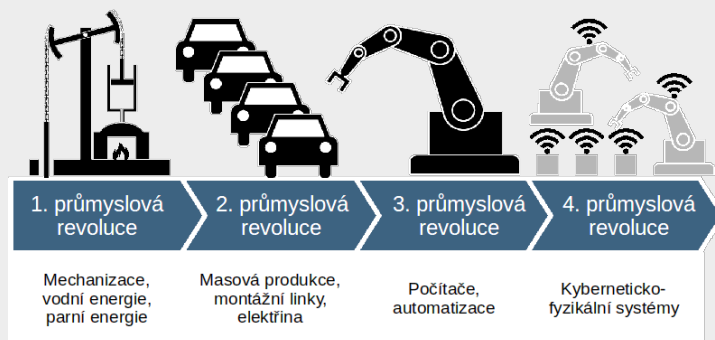 1. průmyslová
revoluce
2. průmyslová
revoluce
3. průmyslová
revoluce
4. průmyslová
revoluce
Mechanizace,
vodní energie,
parní energie
Masová produkce,
montážní linky,
elektřina
Počítače,
automatizace
Kyberneticko-
fyzikální systémy